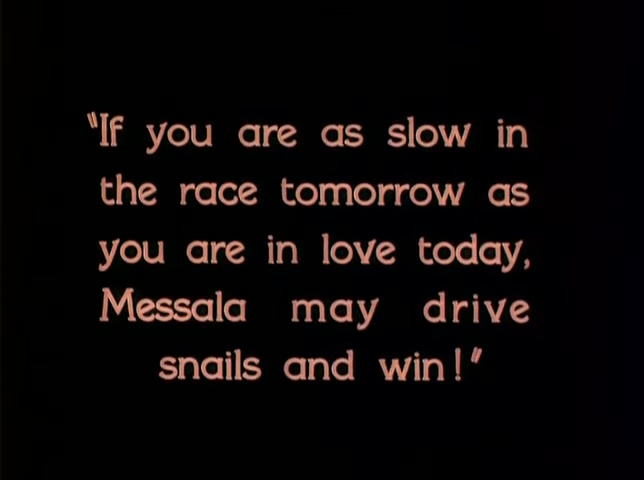 "If you are as slow in
the race tomorrow as
you are in love today,
Messala may drive
snails and win!"